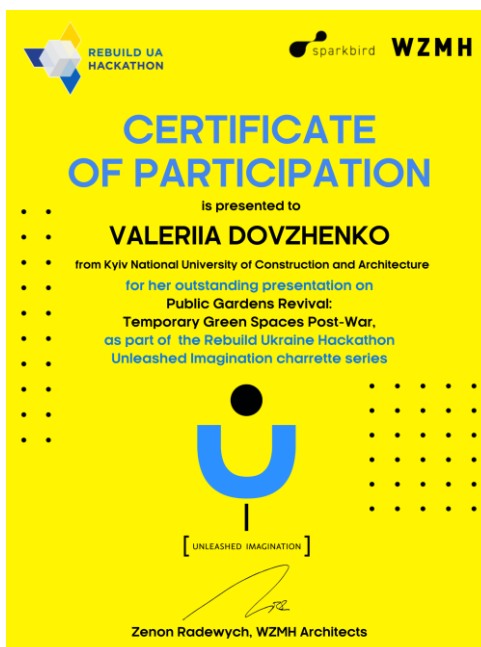 REBUILD UA
HACKATHON
sparkbird WZMH
CERTIFICATE
OF PARTICIPATION
is presented to
VALERIIA DOVZHENKO
from Kyiv National University of Construction and Architecture
for her outstanding presentation on
Public Gardens Revival:
Temporary Green Spaces Post-War,
as part of the Rebuild Ukraine Hackathon
Unleashed Imagination charrette series
[ UNLEASHED IMAGINATION ]
Zenon Radewych, WZMH Architects